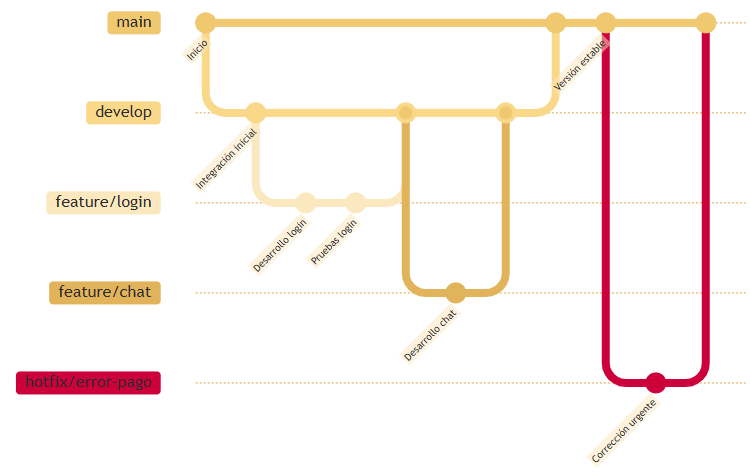 main
Inicio
Versión estable
develop
Integración inicial
feature/login
Desarrollo login
Pruebas login
feature/chat
Desarrollo chat
hotfix/error-pago
Corrección urgente